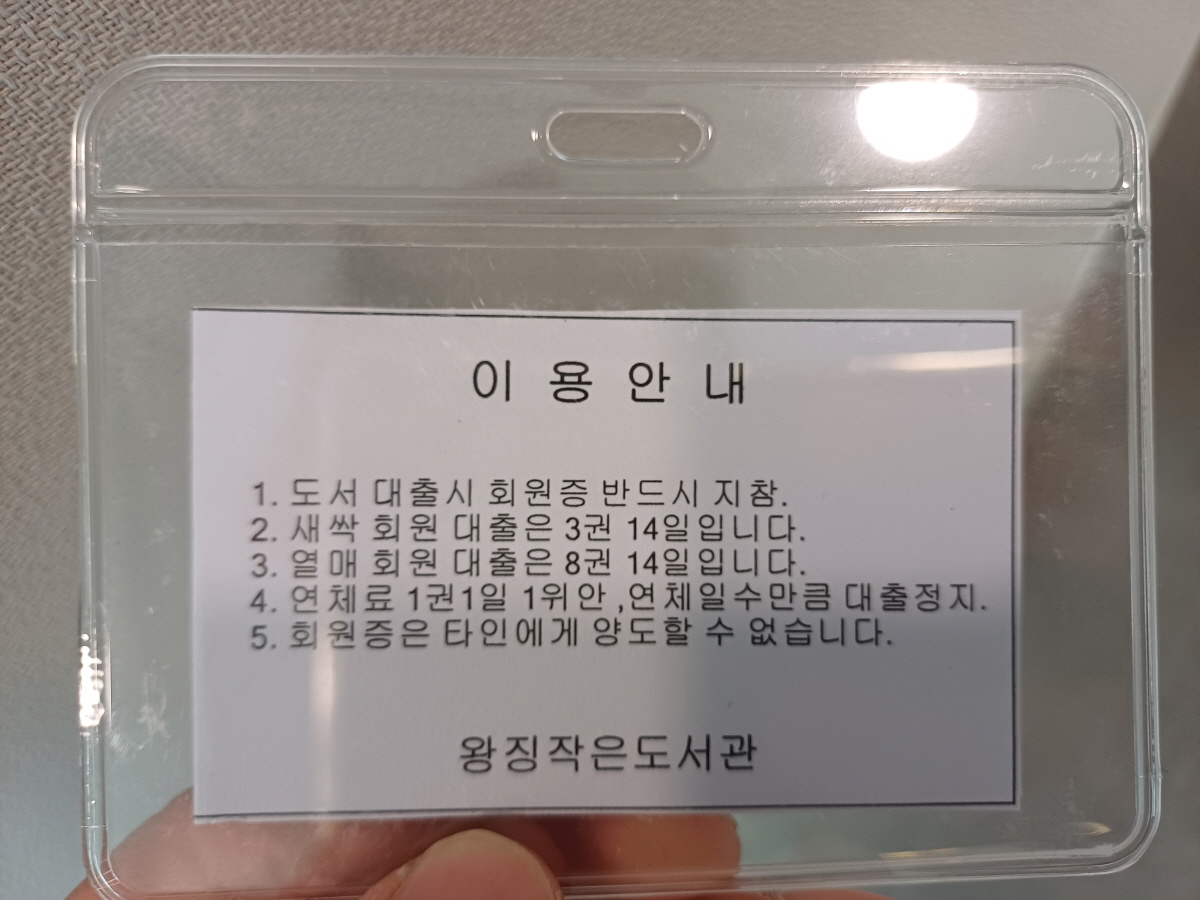 이 용 안 내
1. 도서 대출시 회원증 반드시 지참.
2. 새싹 회원 대출은 3권 14일입니다.
3. 열매 회원 대출은 8권 14일입니다.
4. 연체료 1권1일 1위안 ,연체일수만큼 대출정지.
5. 회원증은 타인에게 양도할 수 없습니다.
왕징작은도서관